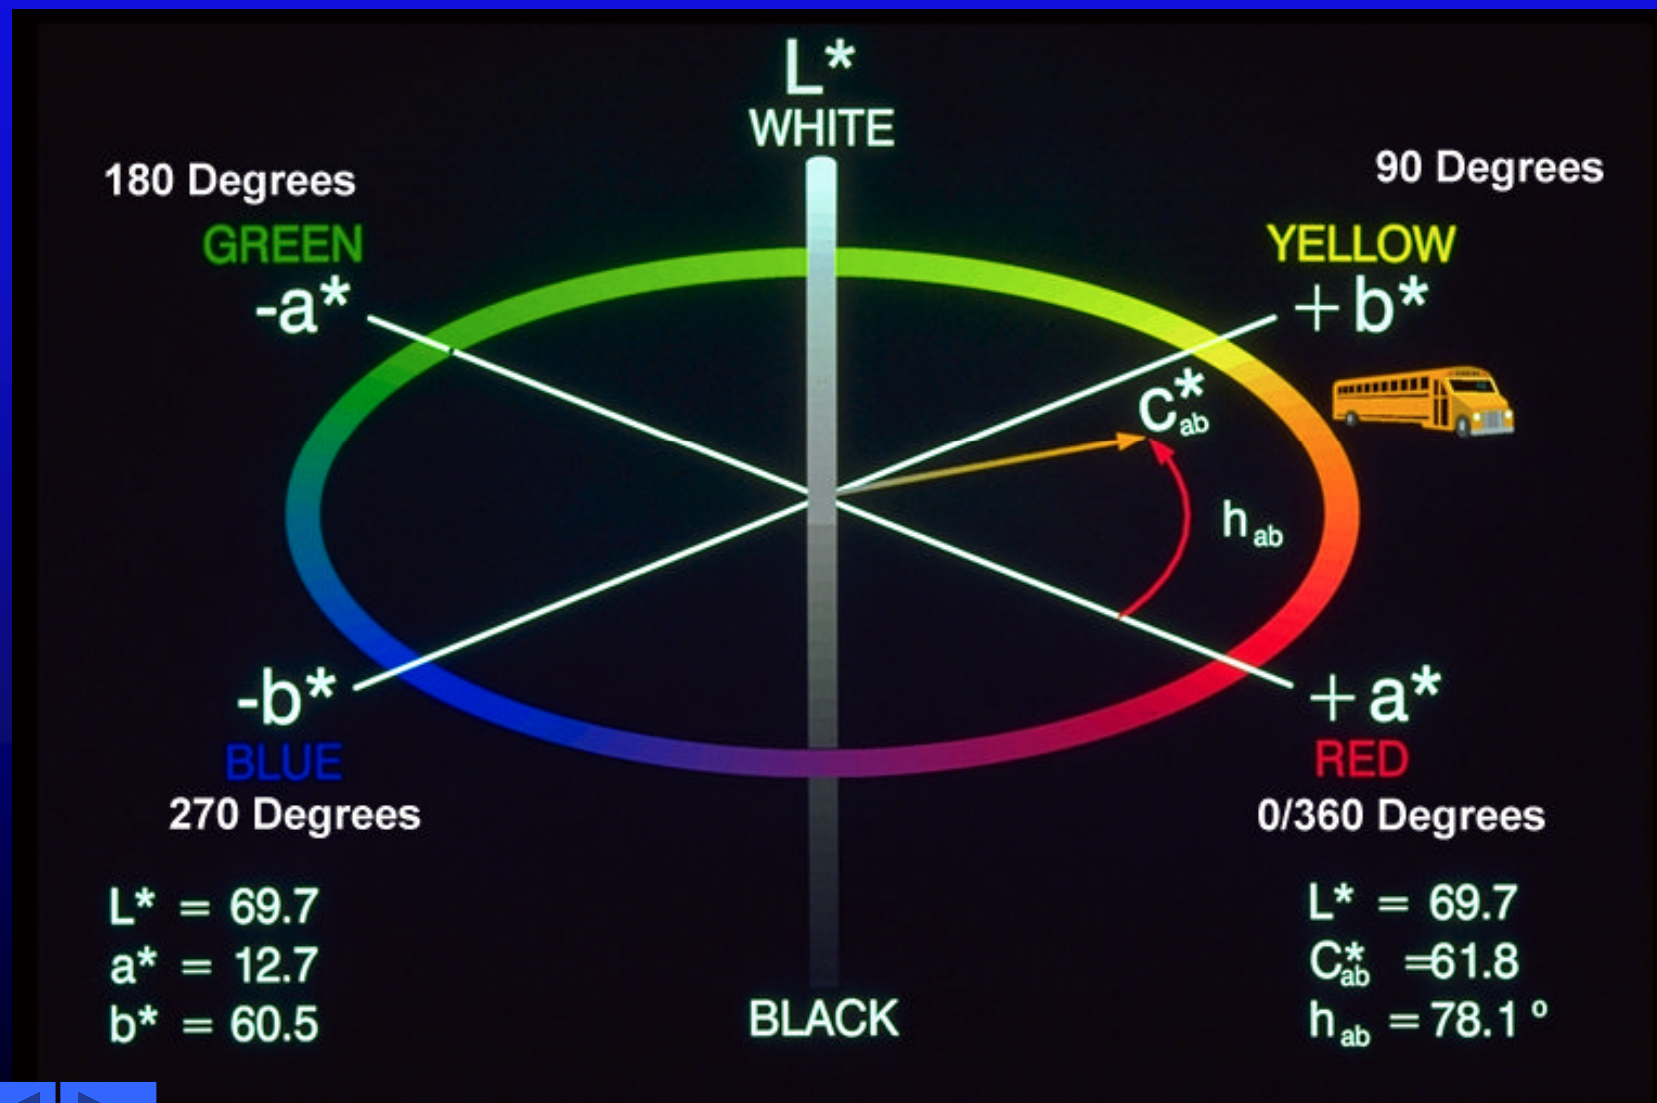 L*
WHITE
180 Degrees
90 Degrees
GREEN
YELLOW
-a*
+b*
C*ab
hab
-b*
+a*
BLUE
RED
270 Degrees
0/360 Degrees
L* = 69.7
a* = 12.7
b* = 60.5
L* = 69.7
C*ab =61.8
hab = 78.1 º
BLACK